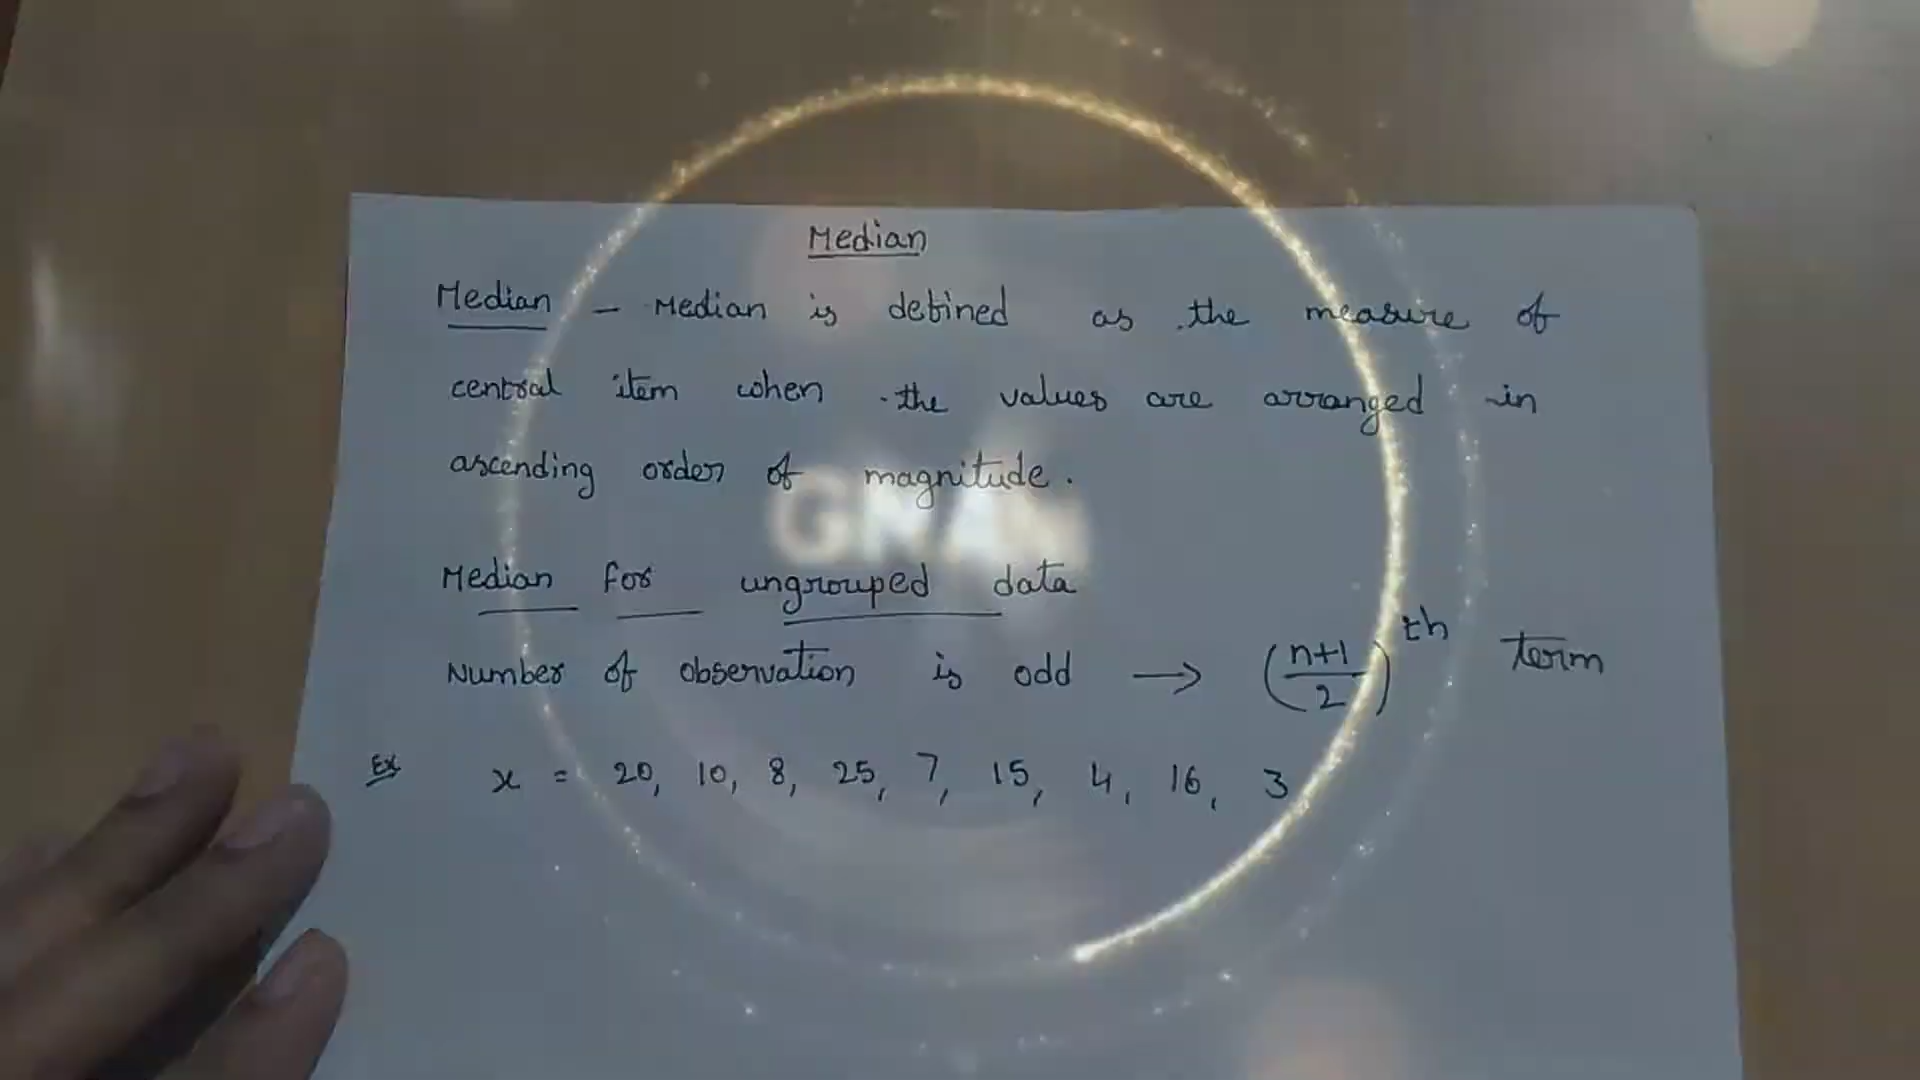 Median
Median - Median is defined as the measure of
central item when the values are arranged in
ascending order of magnitude.
GNAN
Median for ungrouped data
Number of observation is odd → (n+1/2)th term
Ex x = 20, 10, 8, 25, 7, 15, 4, 16, 3